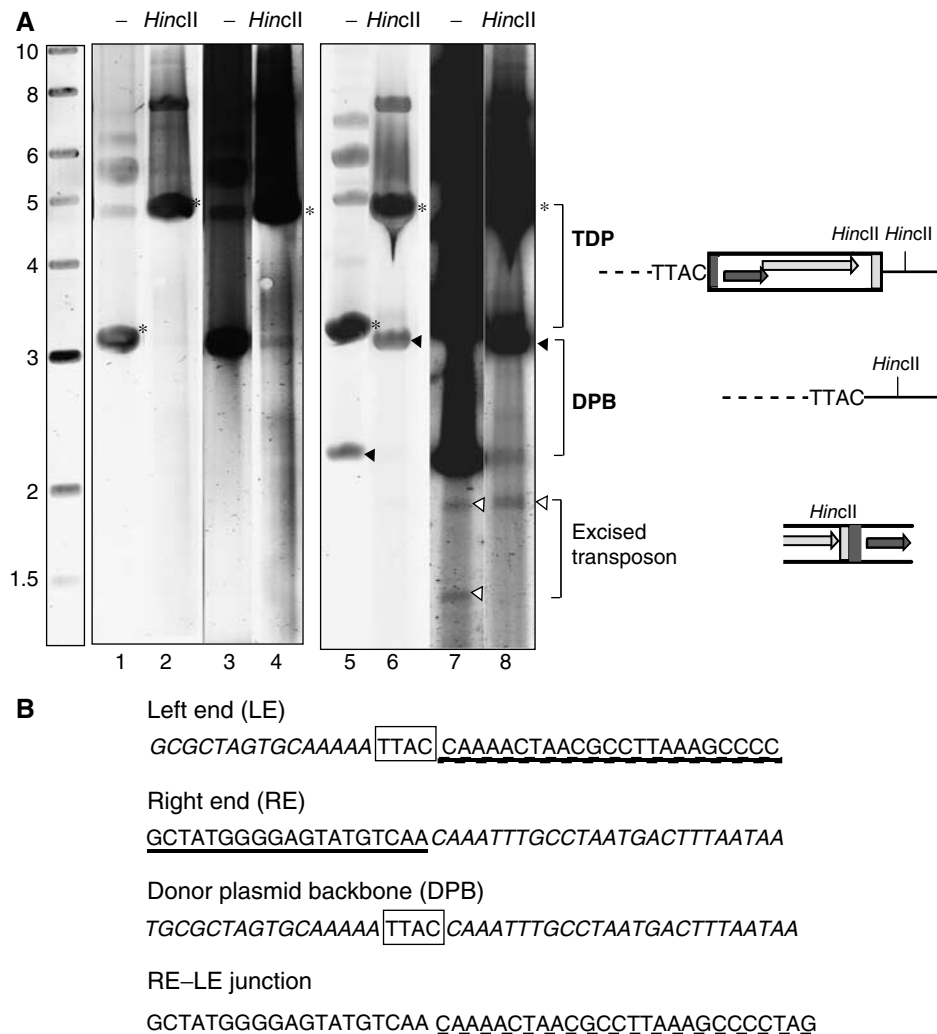 A
– HincII – HincII – HincII – HincII
10
8
6
5
4
3
2
1.5
* * * * * *
TDP
HincII HincII
TTAC
DPB
HincII
TTAC
Excised
transposon
HincII
1 2 3 4 5 6 7 8
B
Left end (LE)
GCGCTAGTGCAAAAA TTAC CAAAACTAACGCCTTAAAGCCCC
Right end (RE)
GCTATGGGGAGTATGTCAA CAAATTTGCCTAATGACTTTAATAA
Donor plasmid backbone (DPB)
TGCGCTAGTGCAAAAA TTAC CAAATTTGCCTAATGACTTTAATAA
RE–LE junction
GCTATGGGGAGTATGTCAA CAAAACTAACGCCTTAAAGCCCCTAG